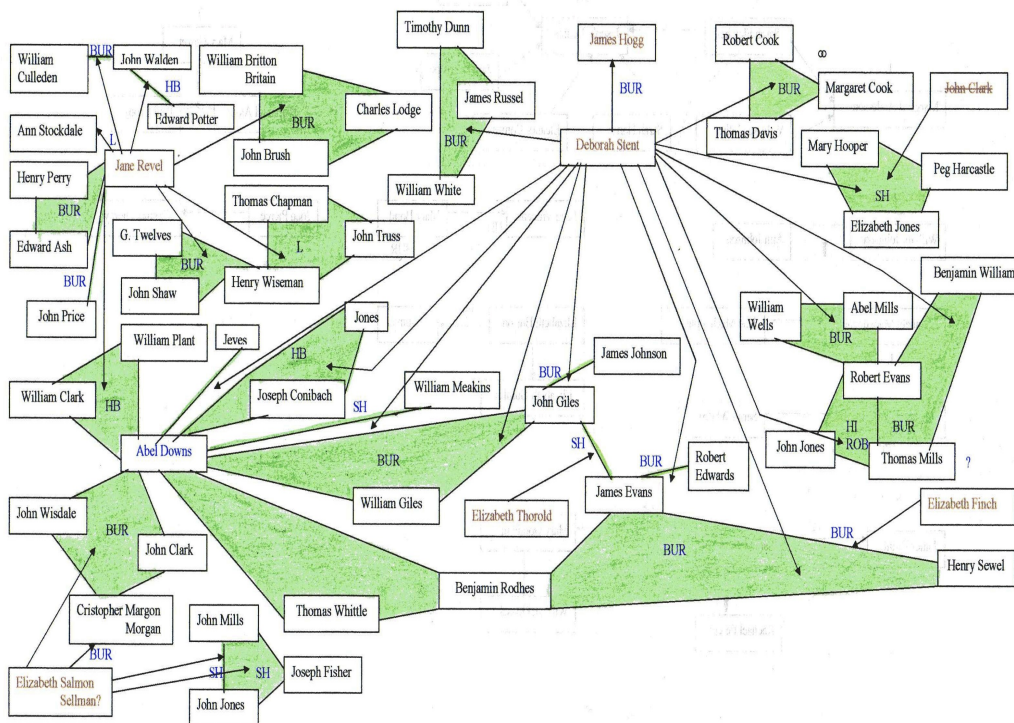 Timothy Dunn
James Hogg
Robert Cook
8
William
Culleden
BUR
John Walden
William Britton
Britain
HB
Edward Potter
Charles Lodge
James Russel
BUR
BUR
Margaret Cook
John Clark
Ann Stockdale
L
BUR
John Brush
BUR
Thomas Davis
Jane Revel
Deborah Stent
Mary Hooper
Henry Perry
William White
Peg Harcastle
SH
BUR
Thomas Chapman
Elizabeth Jones
Edward Ash
G. Twelves
John Truss
L
BUR
BUR
Henry Wiseman
Benjamin William
John Shaw
John Price
William
Wells
Abel Mills
Jeves
Jones
William Plant
BUR
HB
James Johnson
BUR
Robert Evans
William Clark
Joseph Conibach
William Meakins
SH
John Giles
HB
HI
ROB
BUR
SH
John Jones
Abel Downs
BUR
Thomas Mills
?
BUR
Robert
Edwards
James Evans
William Giles
Elizabeth Thorold
Elizabeth Finch
John Wisdale
BUR
BUR
John Clark
BUR
Henry Sewel
Benjamin Rodhes
Cristopher Margon
Morgan
John Mills
Thomas Whittle
BUR
Elizabeth Salmon
Sellman?
SH
SH
Joseph Fisher
John Jones